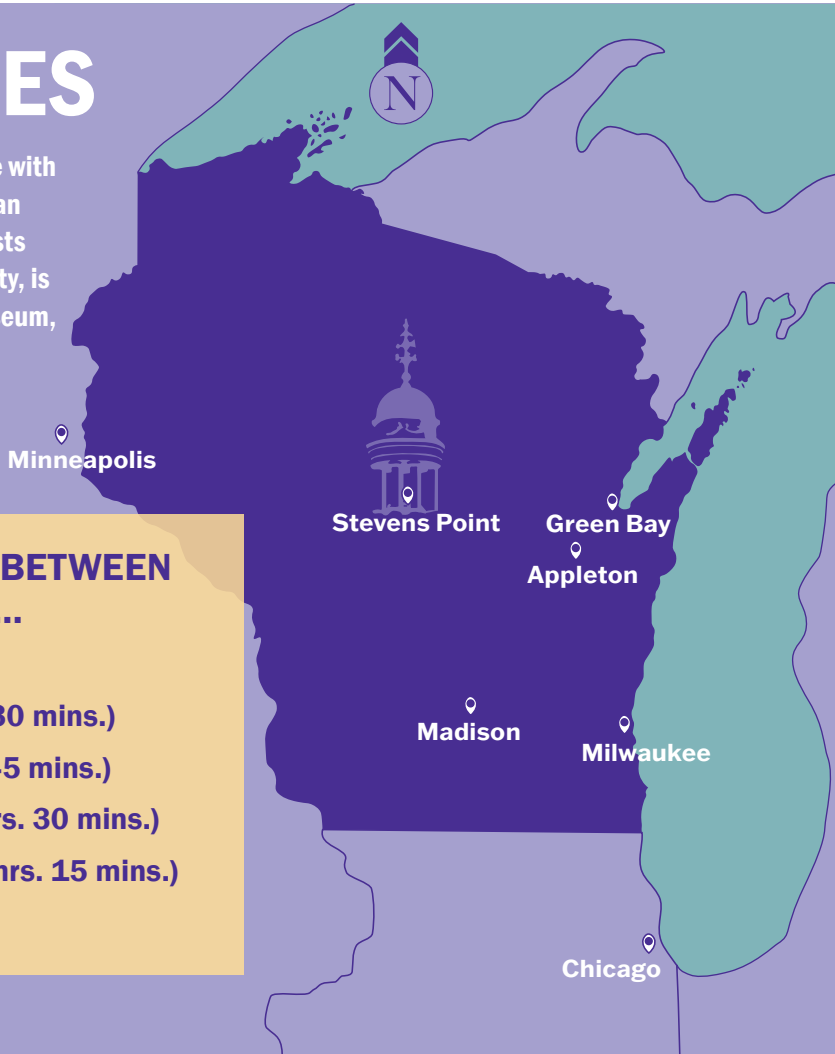 ES
with
an
sts
ty, is
eum,
N
Minneapolis
Stevens Point
Green Bay
Appleton
Madison
Milwaukee
Chicago
BETWEEN
...
30 mins.)
5 mins.)
rs. 30 mins.)
hrs. 15 mins.)